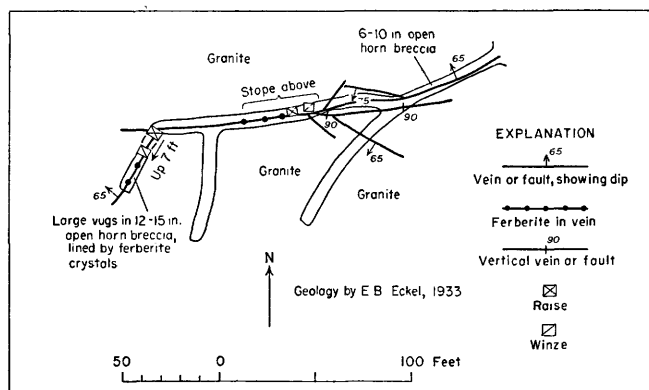 6-10 in open
horn breccia
65
Granite
Stope above
75
90
90
Up 7 ft
65
65
Granite
Granite
Large vugs in 12-15 in.
open horn breccia,
lined by ferberite
crystals
N
Geology by E B Eckel, 1933
EXPLANATION
65
Vein or fault, showing dip
Ferberite in vein
90
Vertical vein or fault
Raise
Winze
50 0 100 Feet